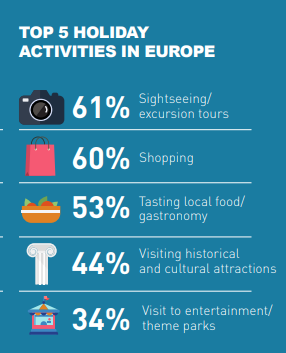 TOP 5 HOLIDAY
ACTIVITIES IN EUROPE
61% Sightseeing/
excursion tours
60% Shopping
53% Tasting local food/
gastronomy
44% Visiting historical
and cultural attractions
34% Visit to entertainment/
theme parks